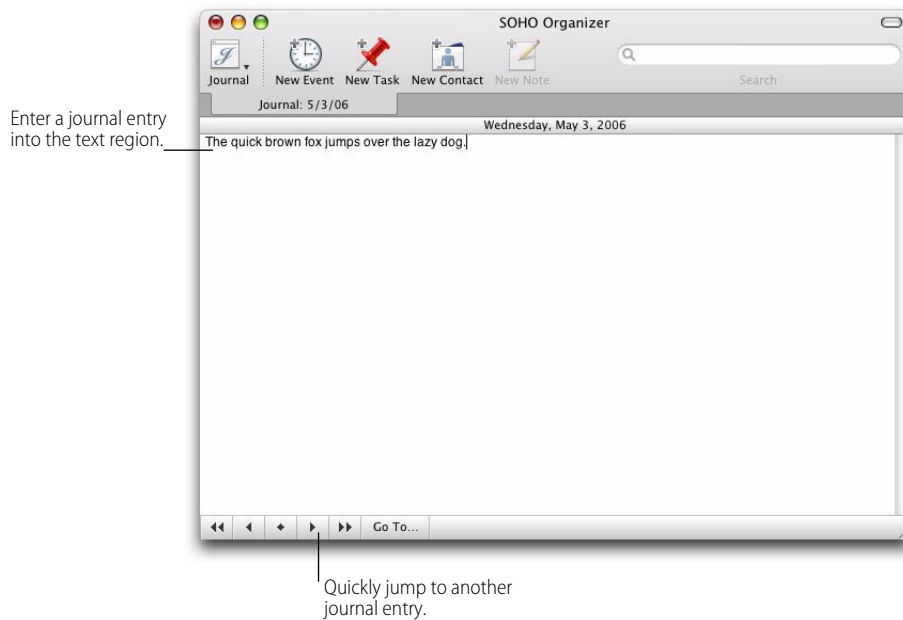 SOHO Organizer
Journal New Event New Task New Contact New Note Search
Journal: 5/3/06
Wednesday, May 3, 2006
Enter a journal entry
into the text region.
The quick brown fox jumps over the lazy dog.
Go To...
Quickly jump to another
journal entry.